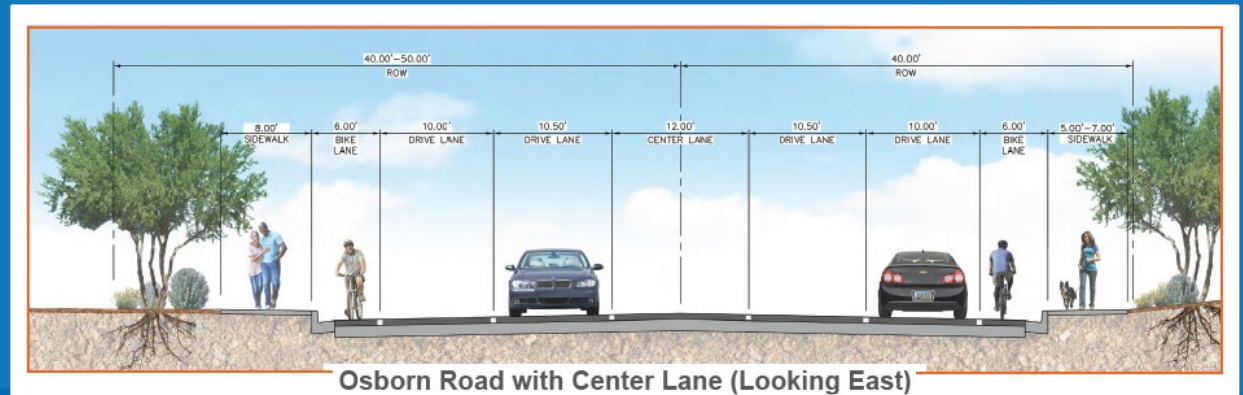 40.00'-50.00'
ROW
40.00'
ROW
8.00'
SIDEWALK
6.00'
BIKE
LANE
10.00'
DRIVE LANE
10.50'
DRIVE LANE
12.00'
CENTER LANE
10.50'
DRIVE LANE
10.00'
DRIVE LANE
6.00'
BIKE
LANE
5.00'-7.00'
SIDEWALK
Osborn Road with Center Lane (Looking East)